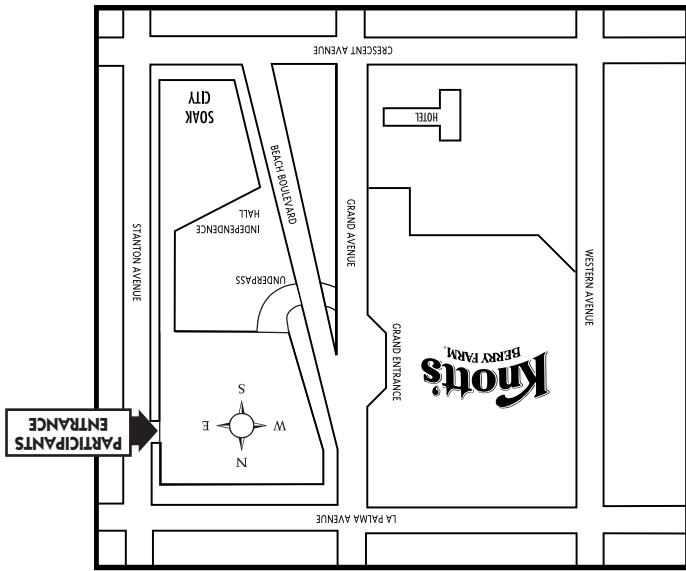 LA PALMA AVENUE
PARTICIPANTS
ENTRANCE
N
W
E
S
Knott's
BERRY FARM®
GRAND ENTRANCE
WESTERN AVENUE
GRAND AVENUE
STANTON AVENUE
UNDERPASS
INDEPENDENCE
HALL
BEACH BOULEVARD
HOTEL
SOAK
CITY
CRESCENT AVENUE